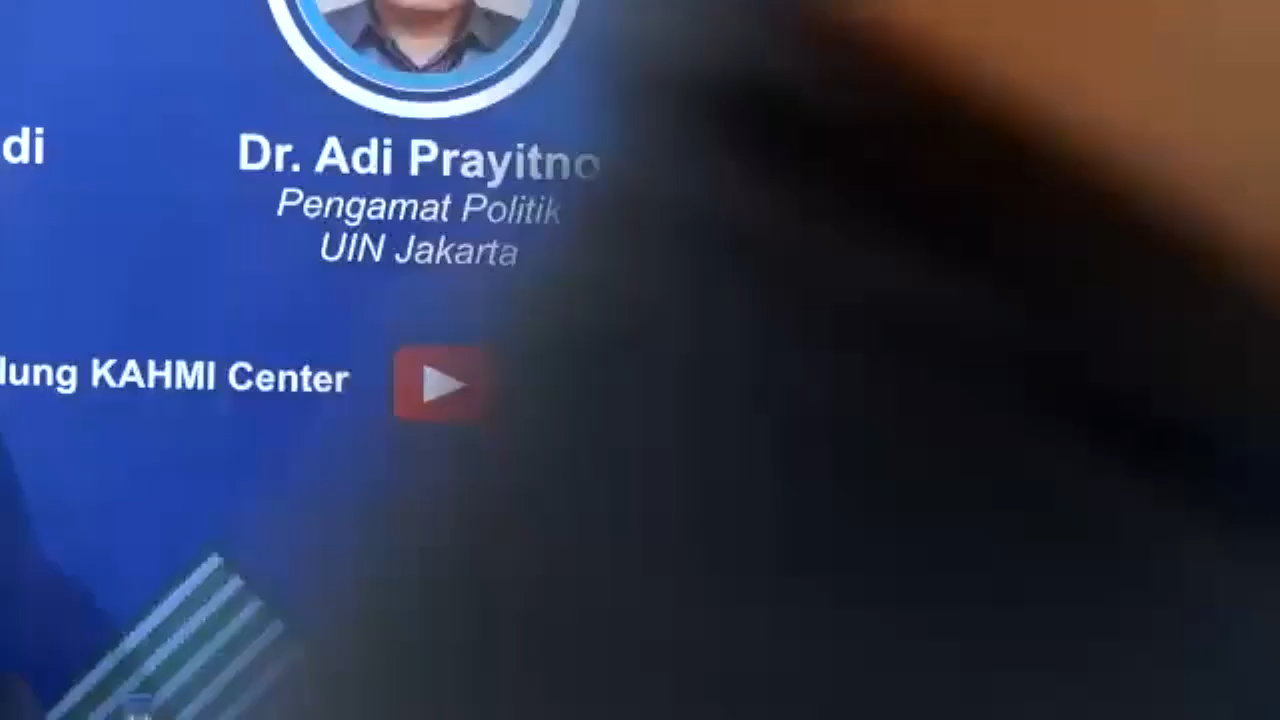 di
Dr. Adi Prayitno
Pengamat Politik
UIN Jakarta
lung KAHMI Center